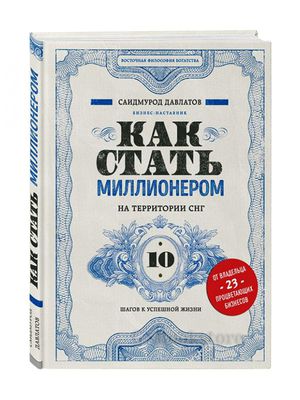 ВОСТОЧНАЯ ФИЛОСОФИЯ БОГАТСТВА
САИДМУРОД ДАВЛАТОВ
БИЗНЕС-НАСТАВНИК
КАК
СТАТЬ
МИЛЛИОНЕРОМ
НА ТЕРРИТОРИИ СНГ
10
ШАГОВ К УСПЕШНОЙ ЖИЗНИ
ОТ ВЛАДЕЛЬЦА
- 23 -
ПРОЦВЕТАЮЩИХ
БИЗНЕСОВ
САИДМУРОД
ДАВЛАТОВ
КАК СТАТЬ МИЛЛИОНЕРОМ